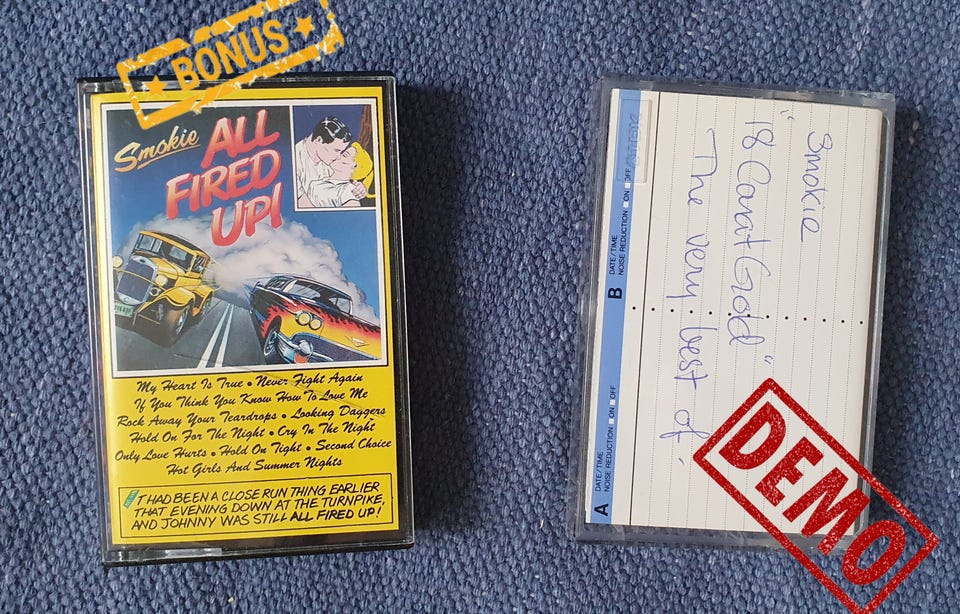 BONUS
Smokie
ALL
FIRED
UP!
My Heart Is True • Never Fight Again
If You Think You Know How To Love Me
Rock Away Your Teardrops • Looking Daggers
Hold On For The Night • Cry In The Night
Only Love Hurts • Hold On Tight • Second Choice
Hot Girls And Summer Nights
IT HAD BEEN A CLOSE RUN THING EARLIER
THAT EVENING DOWN AT THE TURNPIKE,
AND JOHNNY WAS STILL ALL FIRED UP!
Smokie
"18 Carat Gold"
The very best of.
A DATE/TIME
NOISE REDUCTION ON OFF
B DATE/TIME
NOISE REDUCTION ON OFF
DEMO